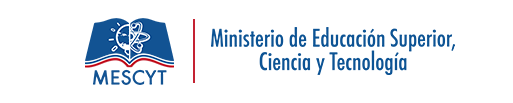 MESCYT
Ministerio de Educación Superior,
Ciencia y Tecnología